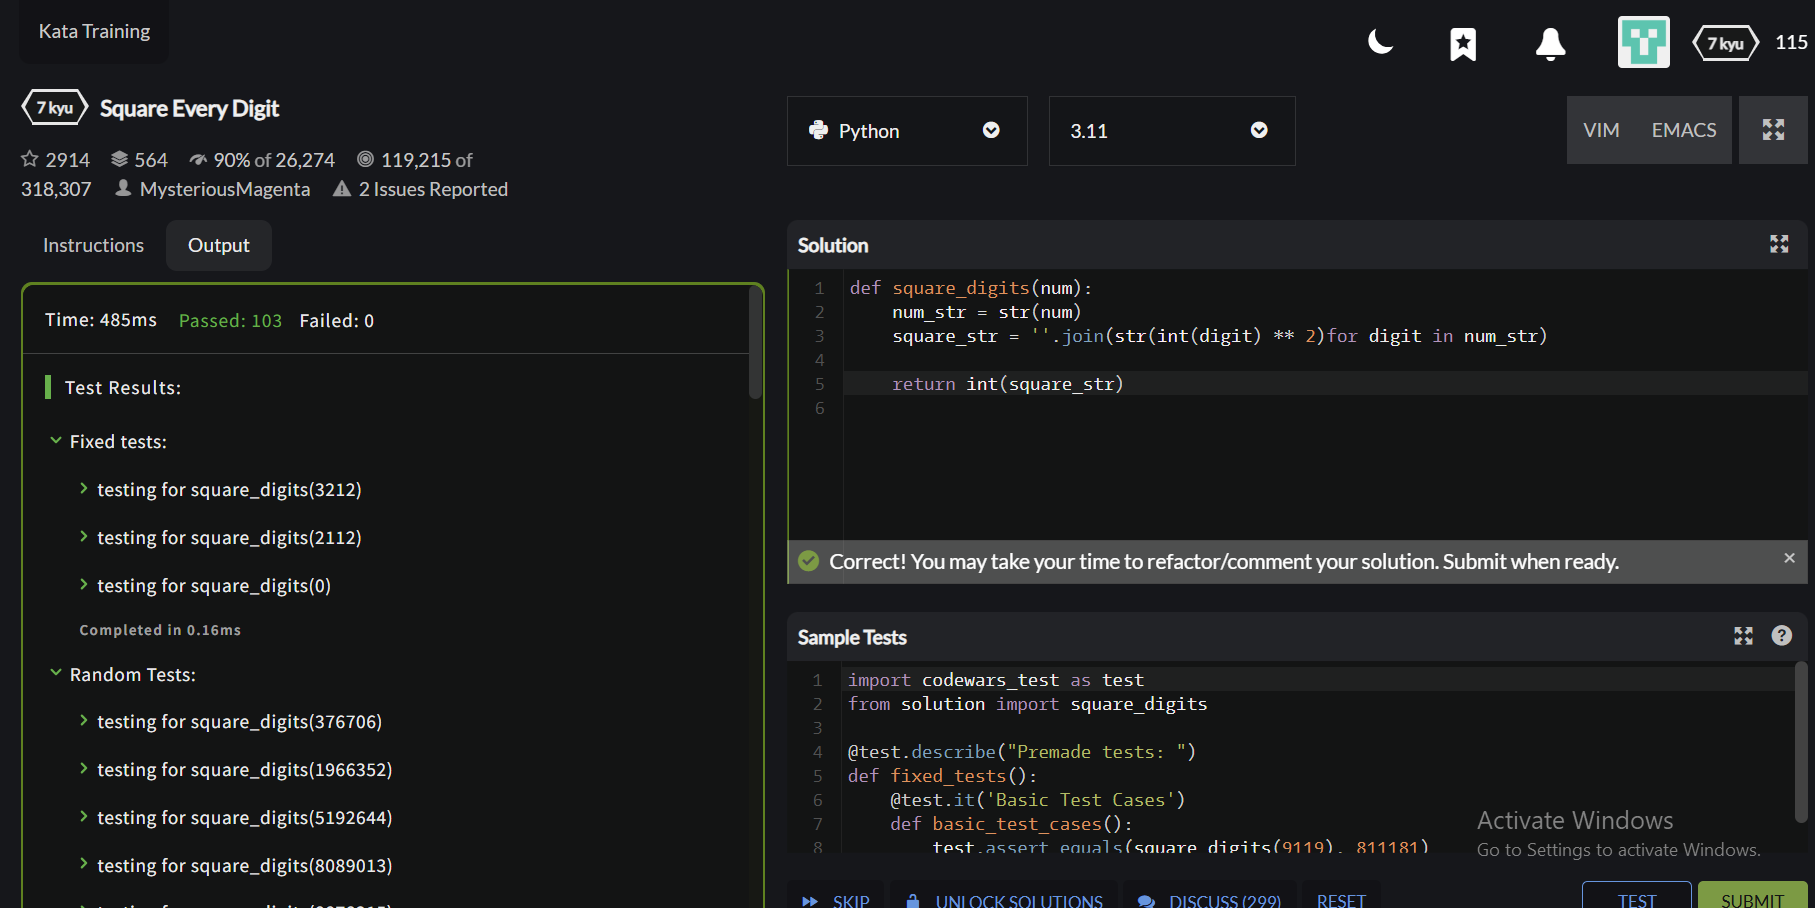 Kata Training
7 kyu 115
7 kyu Square Every Digit
2914 564 90% of 26,274 119,215 of
318,307 MysteriousMagenta 2 Issues Reported
Instructions Output
Time: 485ms Passed: 103 Failed: 0
Test Results:
Fixed tests:
testing for square_digits(3212)
testing for square_digits(2112)
testing for square_digits(0)
Completed in 0.16ms
Random Tests:
testing for square_digits(376706)
testing for square_digits(1966352)
testing for square_digits(5192644)
testing for square_digits(8089013)
Python 3.11 VIM EMACS
Solution
1 def square_digits(num):
2 num_str = str(num)
3 square_str = ''.join(str(int(digit) ** 2)for digit in num_str)
4
5 return int(square_str)
6
Correct! You may take your time to refactor/comment your solution. Submit when ready. ×
Sample Tests ?
1 import codewars_test as test
2 from solution import square_digits
3
4 @test.describe("Premade tests: ")
5 def fixed_tests():
6 @test.it('Basic Test Cases')
7 def basic_test_cases():
8 test.assert_equals(square_digits(9119), 811181)
Activate Windows
Go to Settings to activate Windows.
SKIP UNLOCK SOLUTIONS DISCUSS (299) RESET TEST SUBMIT